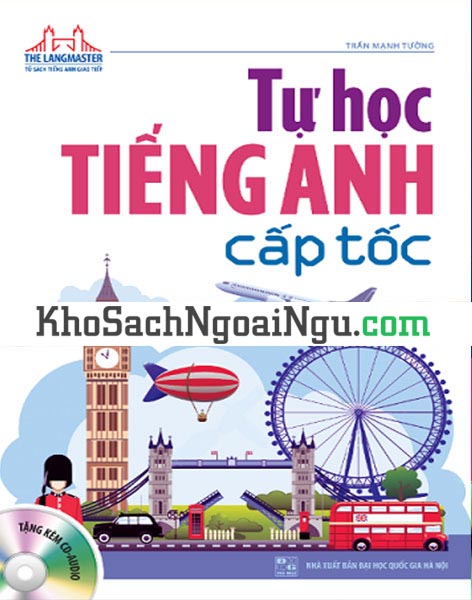 THE LANGMASTER
TỦ SÁCH TIẾNG ANH GIAO TIẾP
TRẦN MẠNH TƯỜNG
Tự học
TIẾNG ANH
cấp tốc
KhoSachNgoaiNgu.com
TẶNG KÈM CD-AUDIO
NHÀ XUẤT BẢN ĐẠI HỌC QUỐC GIA HÀ NỘI